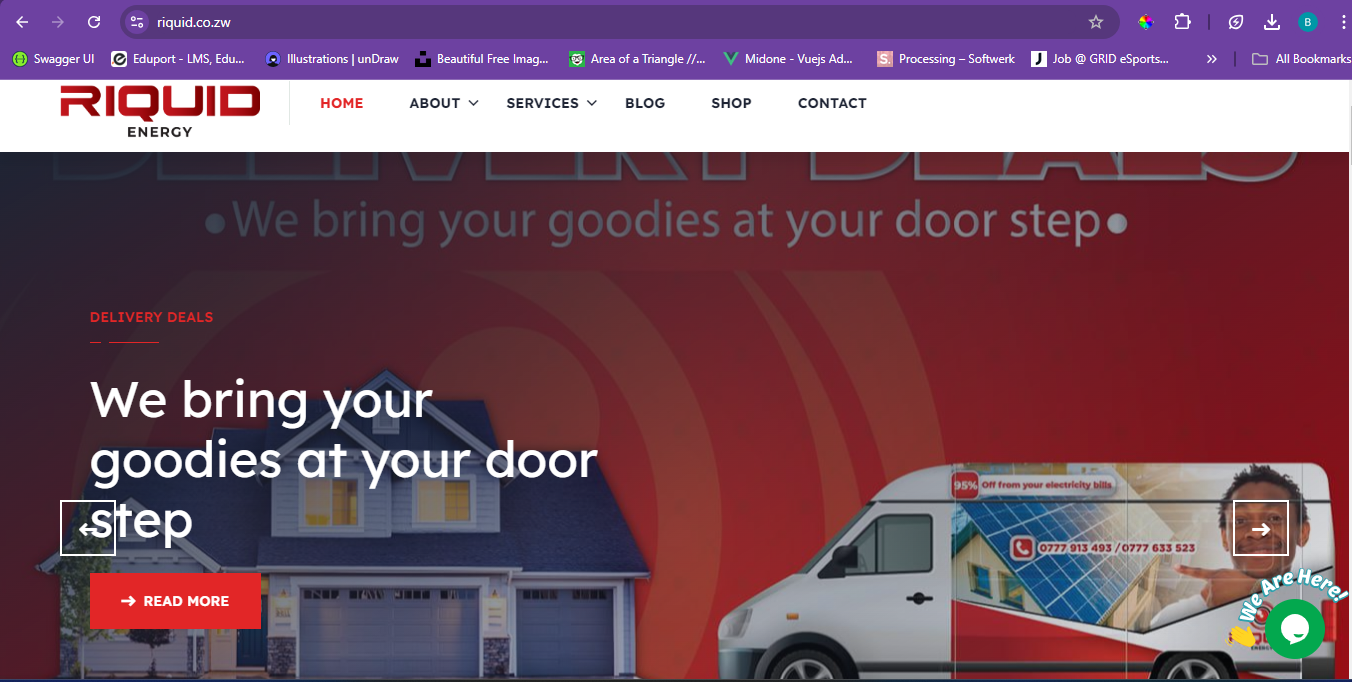 riquid.co.zw
B
Swagger UI
Eduport - LMS, Edu...
Illustrations | unDraw
Beautiful Free Imag...
Area of a Triangle //...
Midone - Vuejs Ad...
S.
Processing – Softwerk
J
Job @ GRID eSports...
All Bookmarks
RIQUID
ENERGY
HOME
ABOUT
SERVICES
BLOG
SHOP
CONTACT
DELIVERY DEALS
•We bring your goodies at your door step•
DELIVERY DEALS
We bring your
goodies at your door
step
READ MORE
95% Off from your electricity bills
0777 913 493 / 0777 633 523
We Are Here!